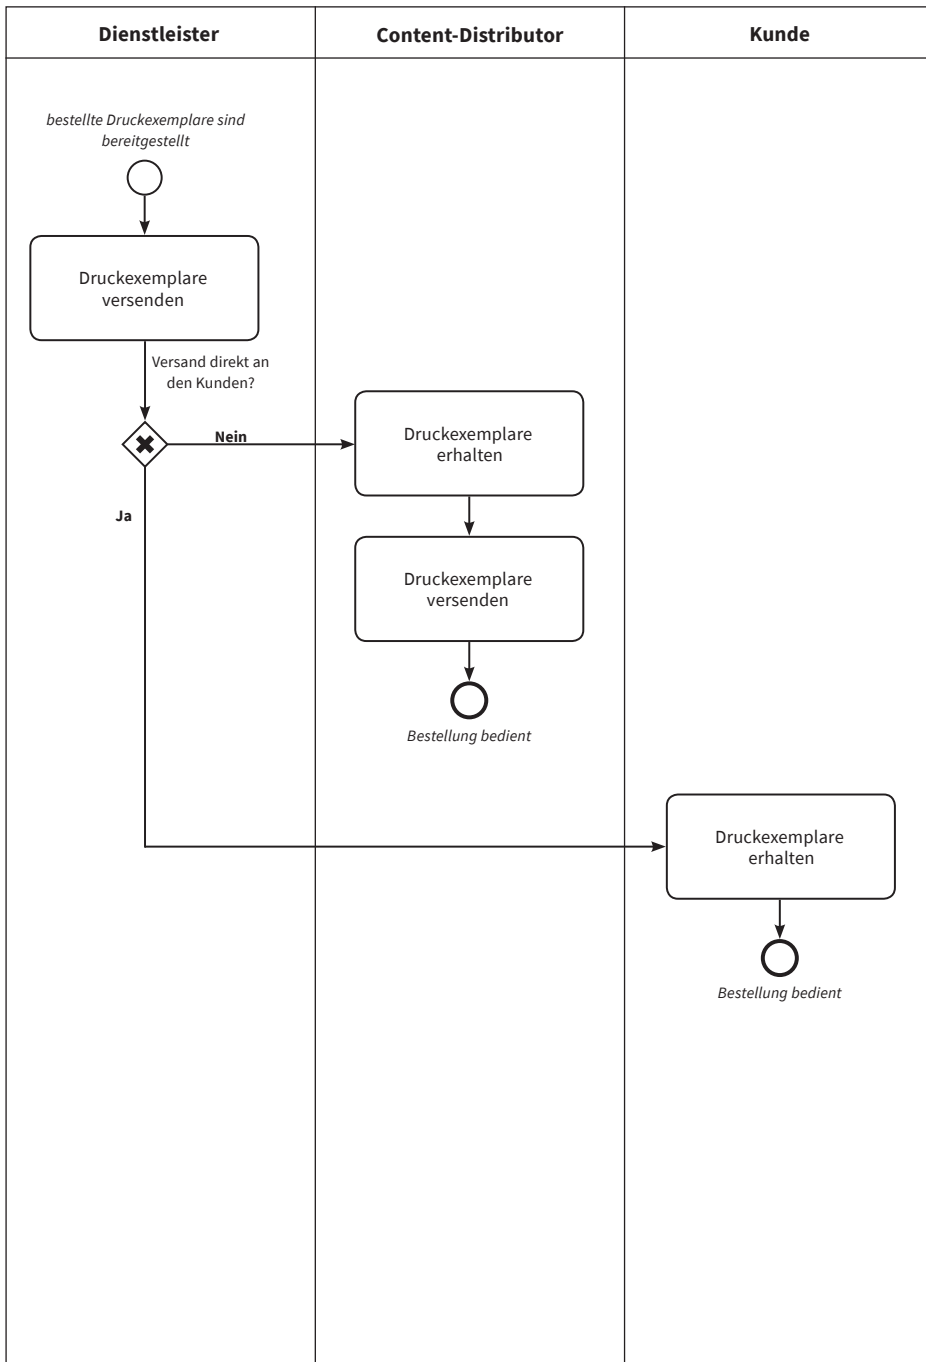 Dienstleister
Content-Distributor
Kunde
bestellte Druckexemplare sind
bereitgestellt
Druckexemplare
versenden
Versand direkt an
den Kunden?
Nein
Ja
Druckexemplare
erhalten
Druckexemplare
versenden
Bestellung bedient
Druckexemplare
erhalten
Bestellung bedient